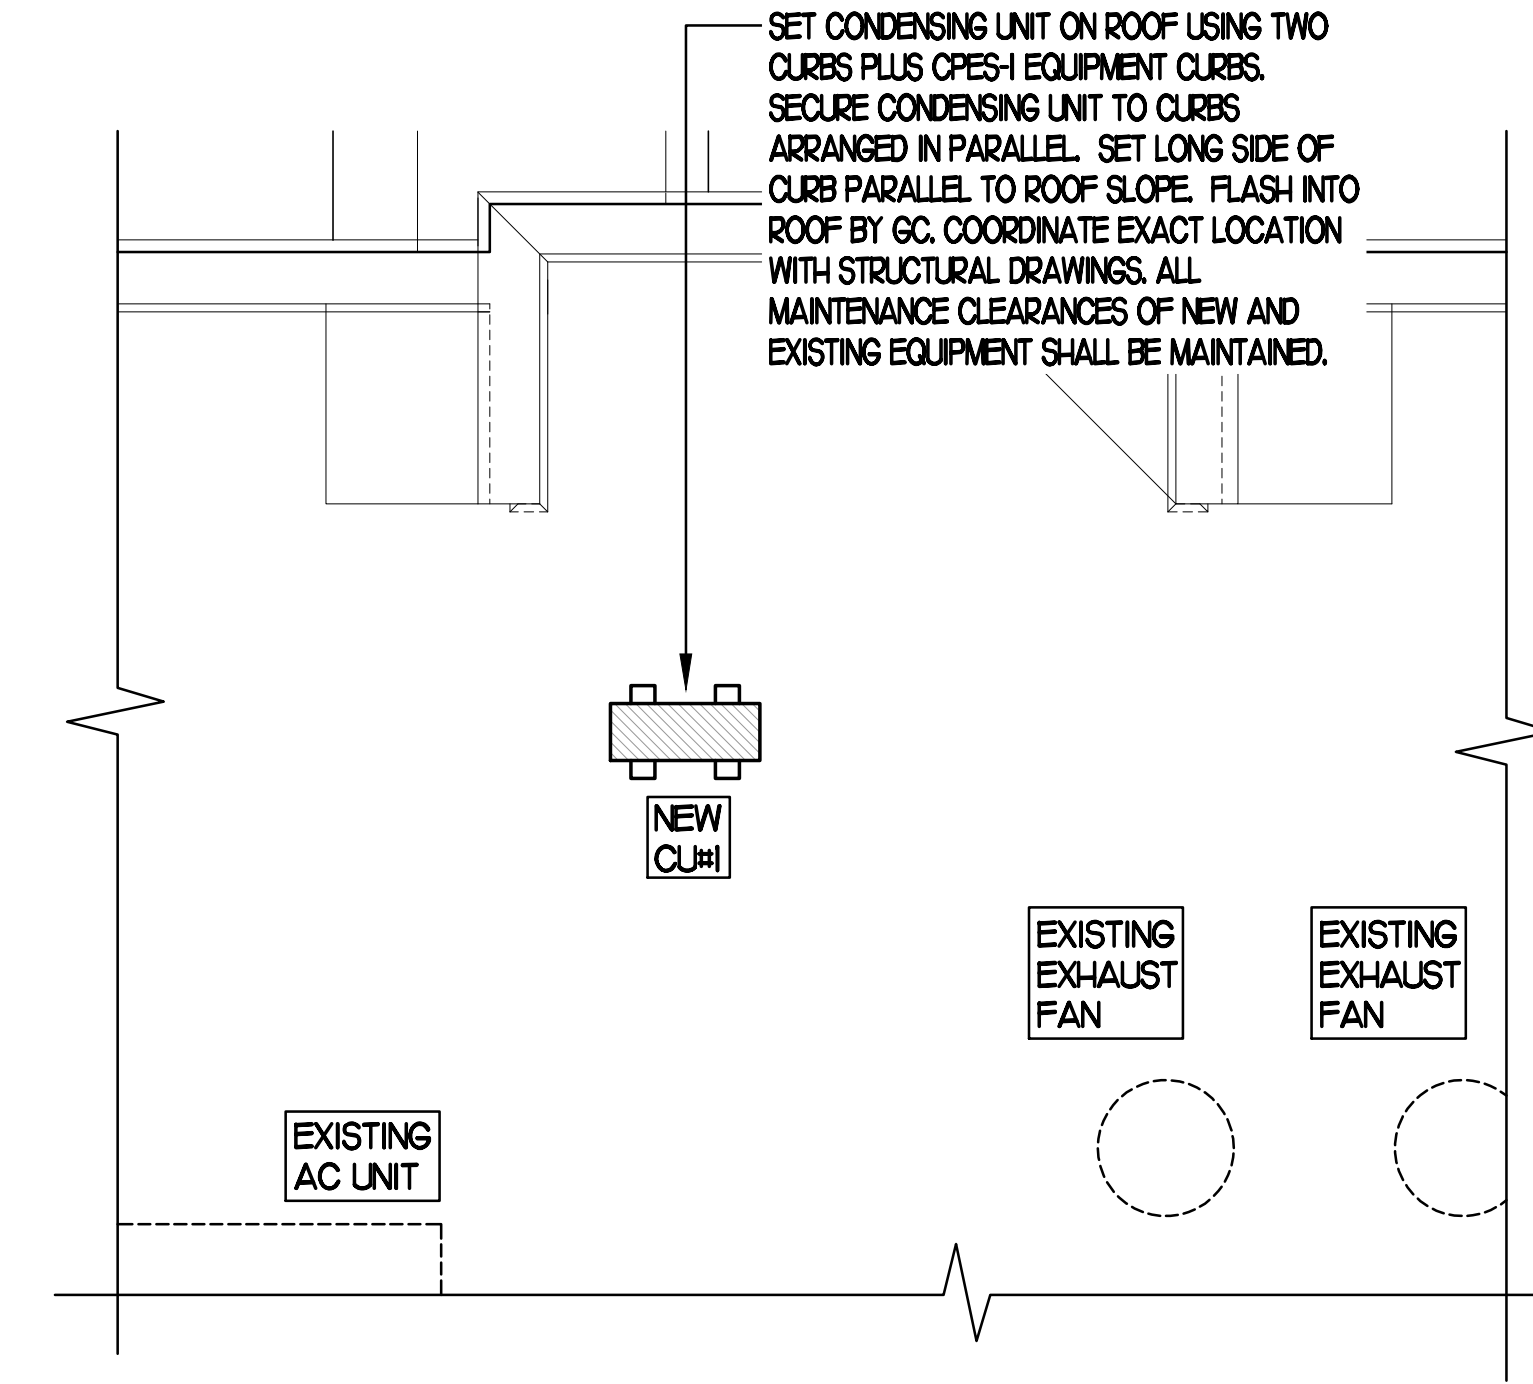 SET CONDENSING UNIT ON ROOF USING TWO
CURBS PLUS CPES-1 EQUIPMENT CURBS.
SECURE CONDENSING UNIT TO CURBS
ARRANGED IN PARALLEL. SET LONG SIDE OF
CURB PARALLEL TO ROOF SLOPE. FLASH INTO
ROOF BY GC. COORDINATE EXACT LOCATION
WITH STRUCTURAL DRAWINGS. ALL
MAINTENANCE CLEARANCES OF NEW AND
EXISTING EQUIPMENT SHALL BE MAINTAINED.
NEW
CU#1
EXISTING
EXHAUST
FAN
EXISTING
EXHAUST
FAN
EXISTING
AC UNIT